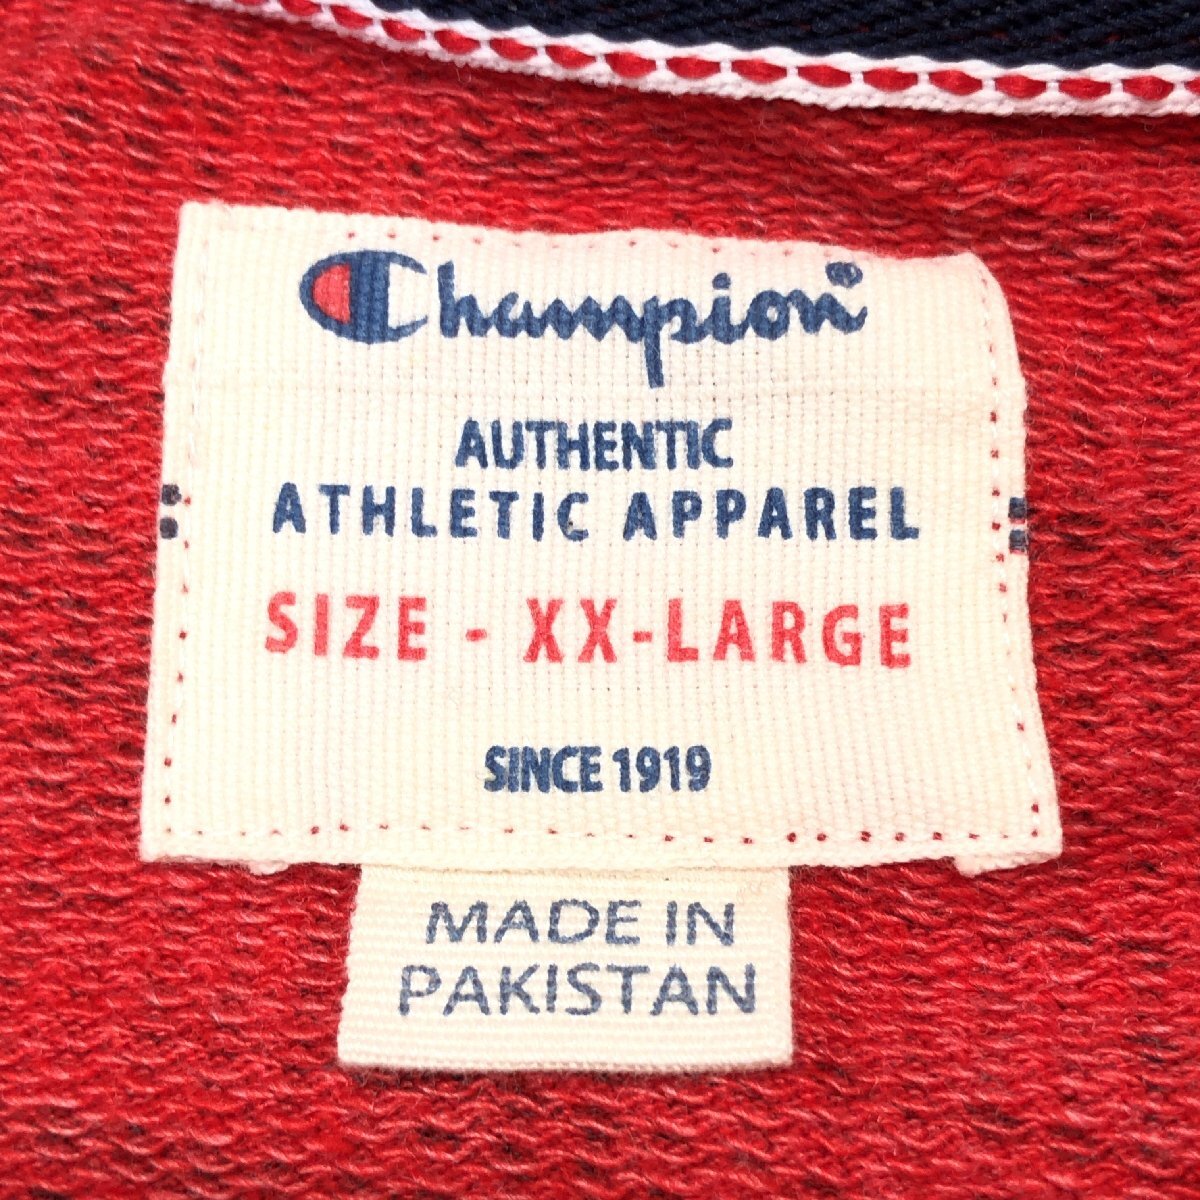 Champion®
AUTHENTIC
ATHLETIC APPAREL
SIZE - XX-LARGE
SINCE 1919
MADE IN
PAKISTAN